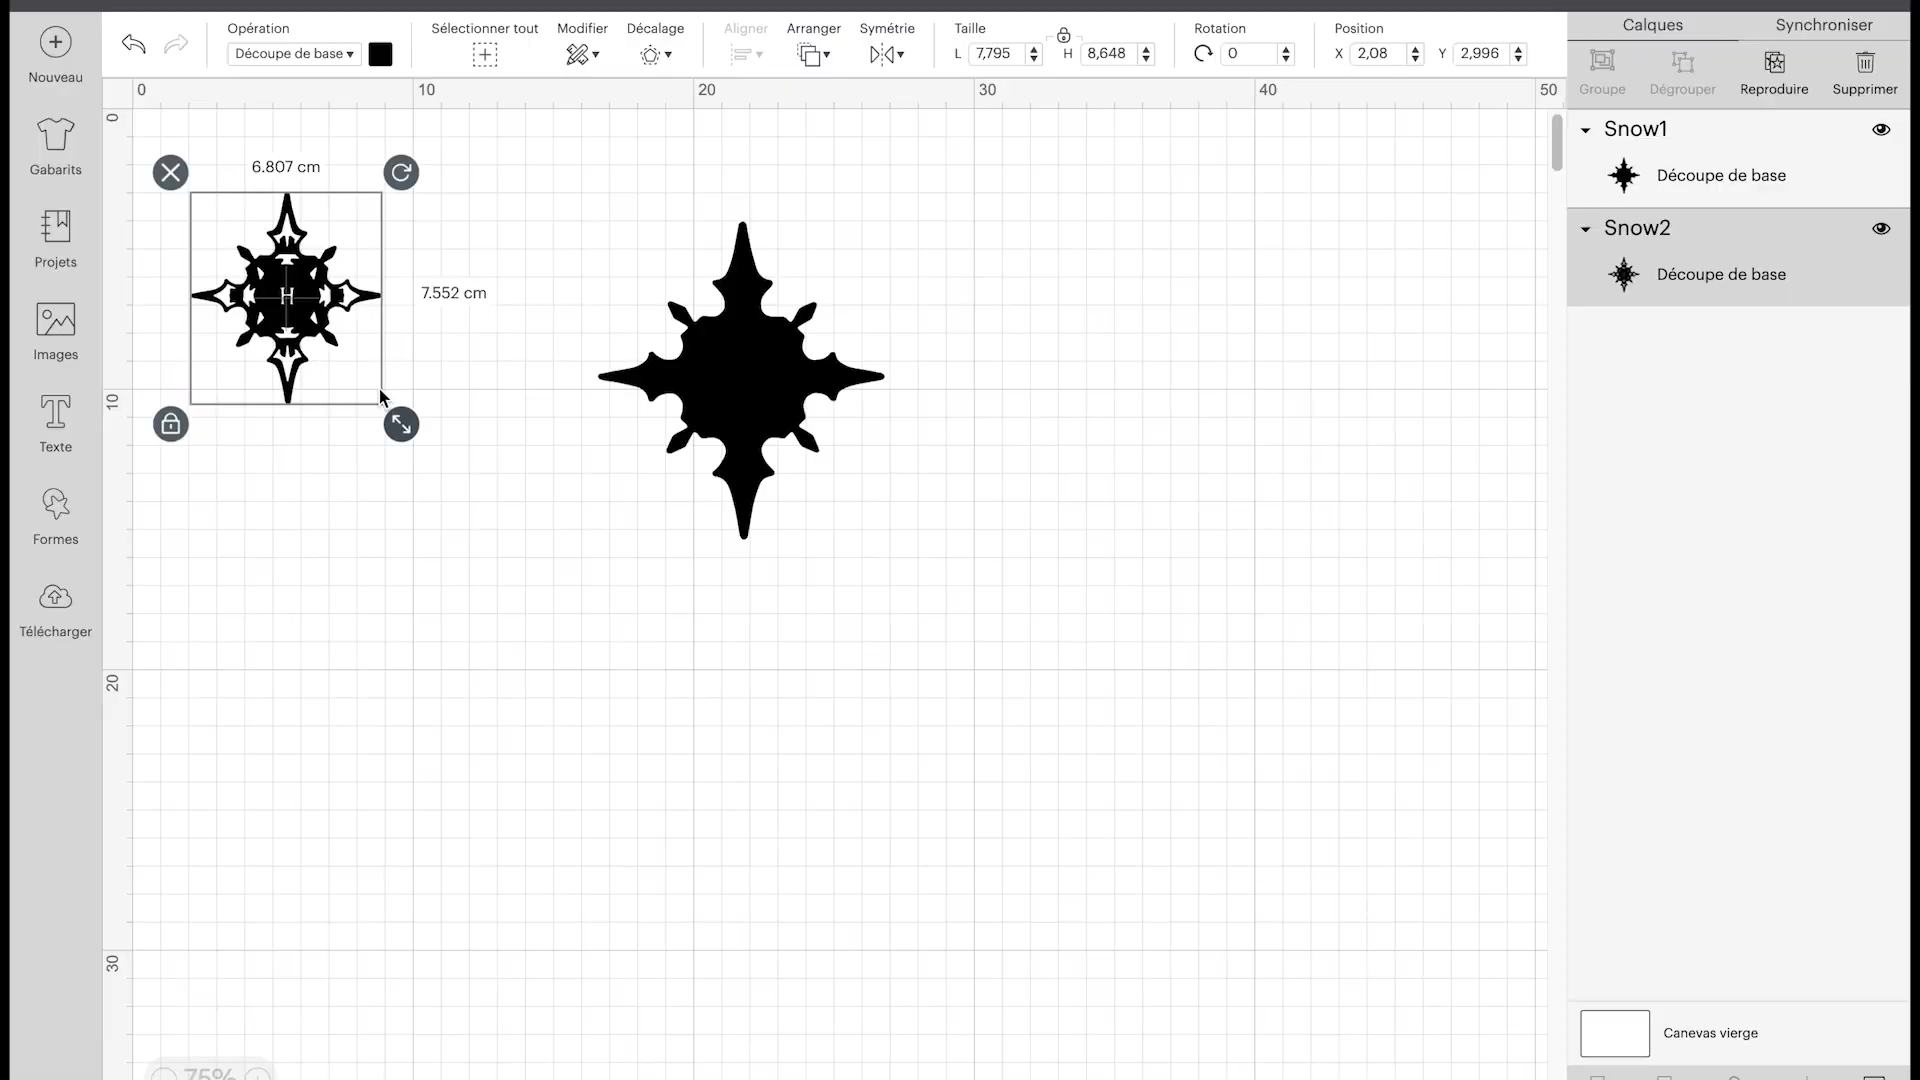 Opération
Découpe de base
Sélectionner tout
Modifier
Décalage
Aligner
Arranger
Symétrie
Taille
L 7,795
H 8,648
Rotation
0
Position
X 2,08
Y 2,996
Calques
Synchroniser
Groupe
Dégrouper
Reproduire
Supprimer
Nouveau
Gabarits
Projets
Images
Texte
Formes
Télécharger
0 10 20 30 40 50
0
10
20
30
6.807 cm
7.552 cm
H
Snow1
Découpe de base
Snow2
Découpe de base
Canevas vierge
75%